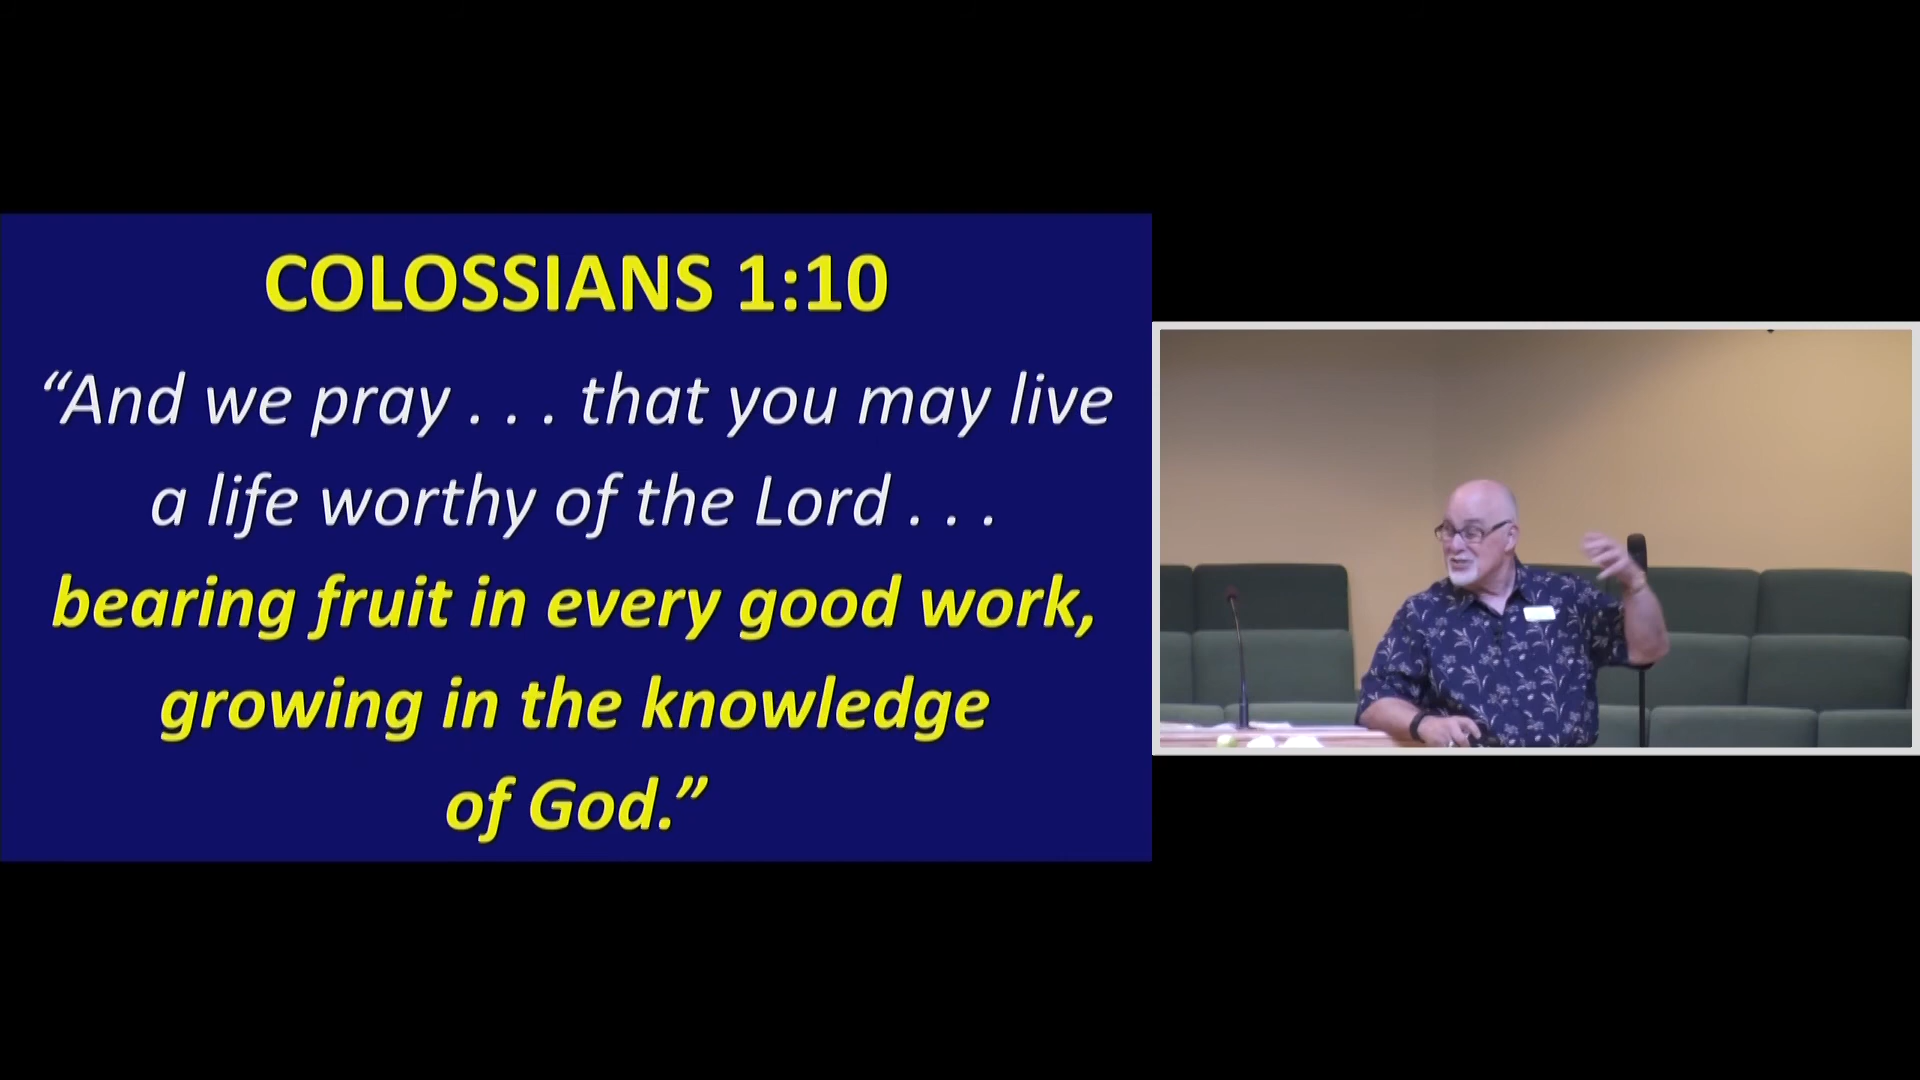 COLOSSIANS 1:10
“And we pray . . . that you may live
a life worthy of the Lord . . .
bearing fruit in every good work,
growing in the knowledge
of God.”